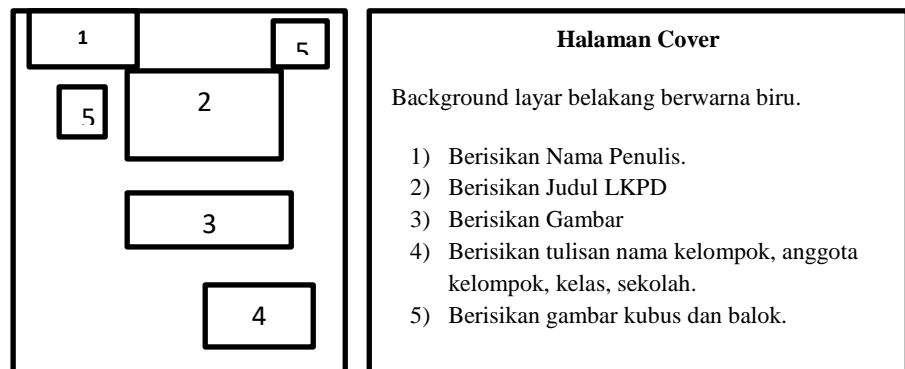 1
5
5
2
3
4
Halaman Cover
Background layar belakang berwarna biru.
1) Berisikan Nama Penulis.
2) Berisikan Judul LKPD
3) Berisikan Gambar
4) Berisikan tulisan nama kelompok, anggota
kelompok, kelas, sekolah.
5) Berisikan gambar kubus dan balok.